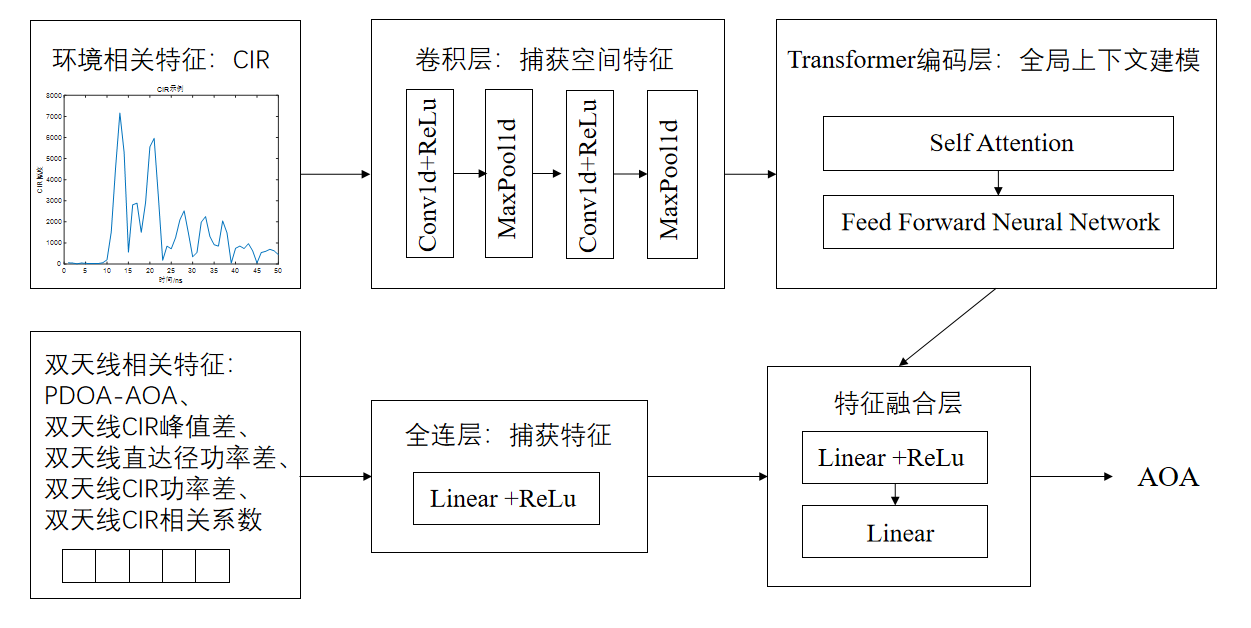 环境相关特征：CIR
CIR示例
8000
7000
6000
5000
4000
3000
2000
1000
0
CIR幅度
0 5 10 15 20 25 30 35 40 45 50
时间/ns
卷积层：捕获空间特征
Conv1d+ReLu
MaxPool1d
Conv1d+ReLu
MaxPool1d
Transformer编码层：全局上下文建模
Self Attention
Feed Forward Neural Network
双天线相关特征：
PDOA-AOA、
双天线CIR峰值差、
双天线直达径功率差、
双天线CIR功率差、
双天线CIR相关系数
全连层：捕获特征
Linear +ReLu
特征融合层
Linear +ReLu
Linear
AOA